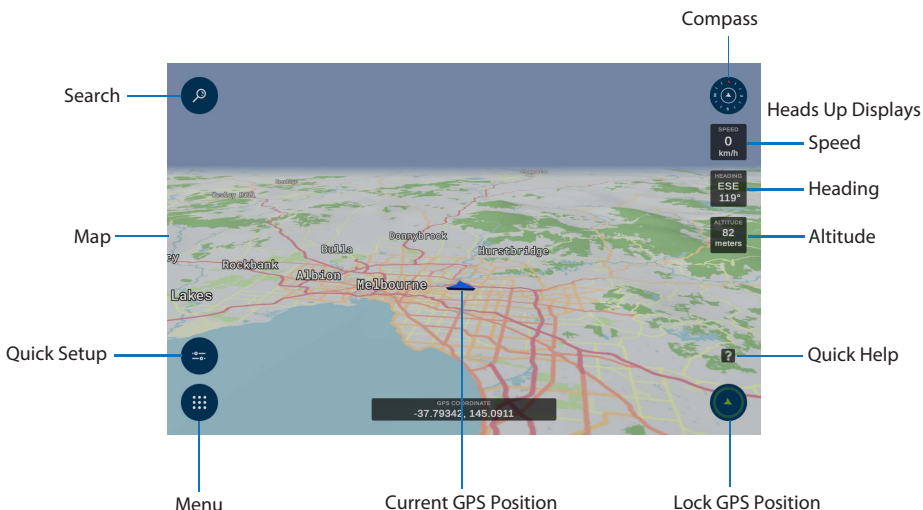 Compass
Search
Heads Up Displays
SPEED
0
km/h
Speed
HEADING
ESE
119°
Heading
ALTITUDE
82
meters
Altitude
Map
Donnybrook
Bulla
Hurstbridge
ey
Rockbank
Albion
Melbourne
Lakes
Quick Setup
?
Quick Help
GPS COORDINATE
-37.79342, 145.0911
Menu
Current GPS Position
Lock GPS Position